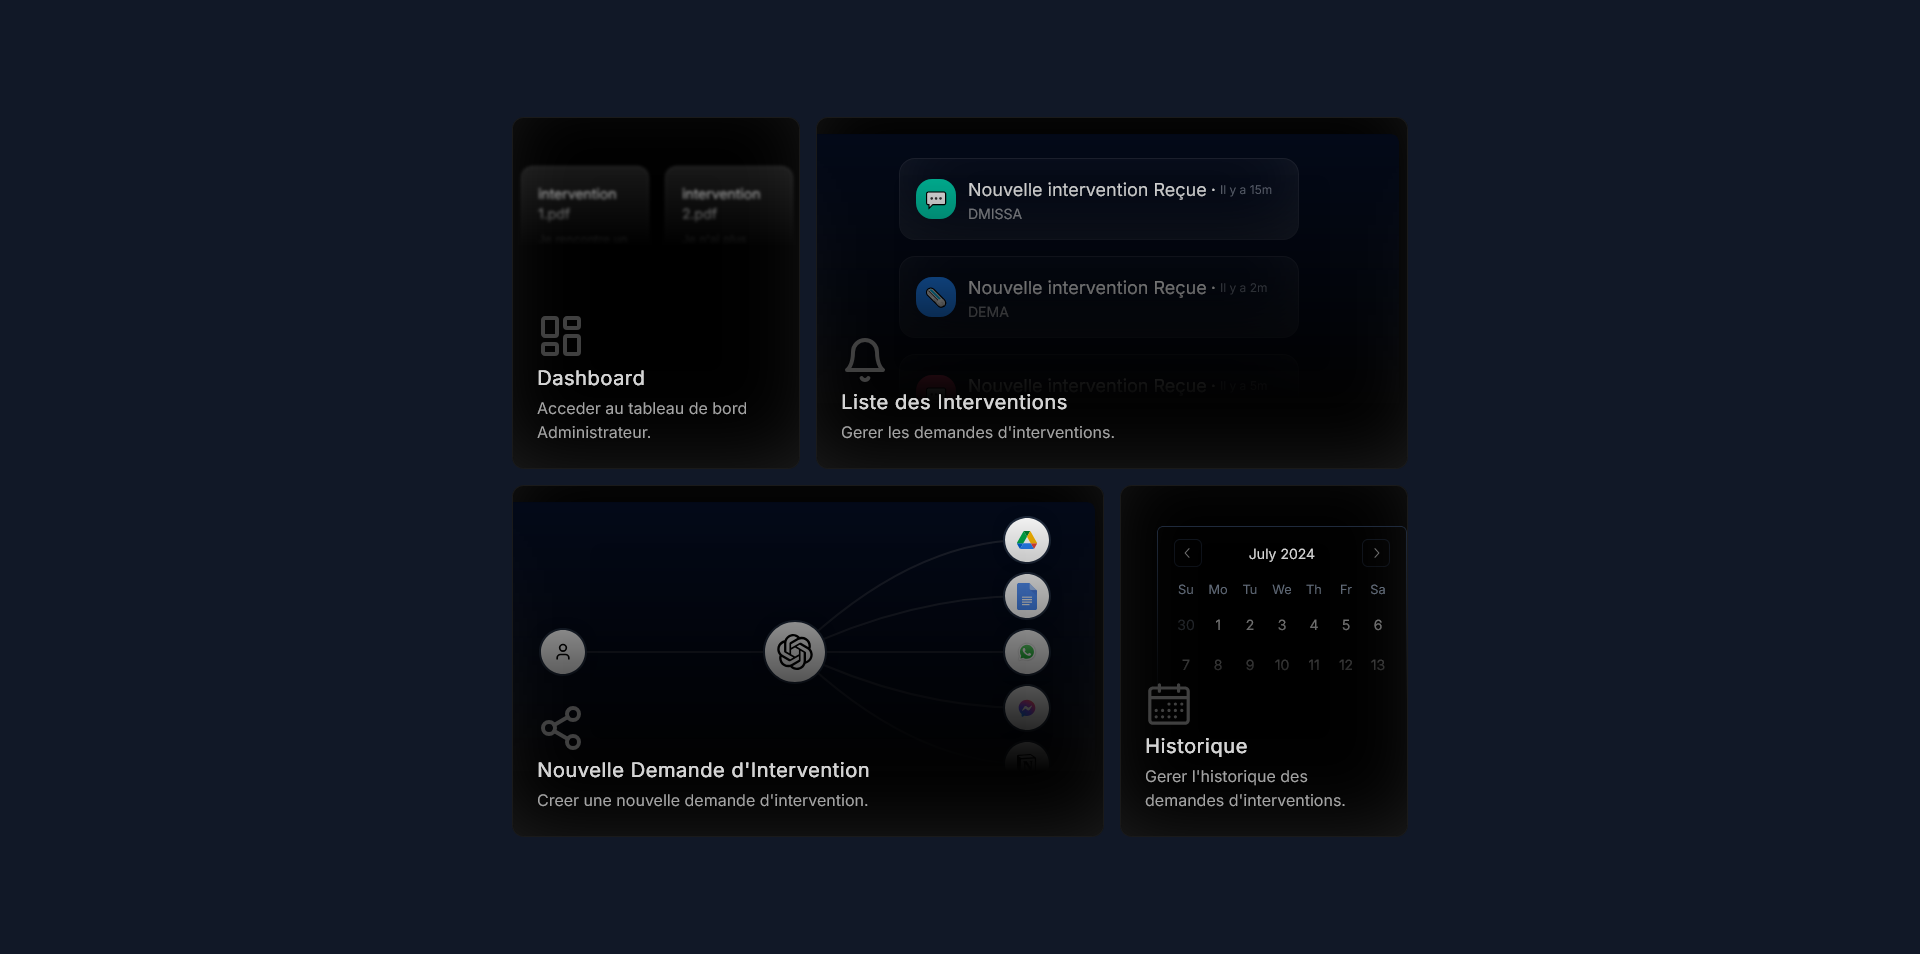 Intervention
1.pdf
Intervention
2.pdf
Dashboard
Acceder au tableau de bord
Administrateur.
Nouvelle intervention Reçue · Il y a 15m
DMISSA
Nouvelle intervention Reçue · Il y a 2m
DEMA
Nouvelle intervention Reçue · Il y a 5m
Liste des Interventions
Gerer les demandes d'interventions.
Nouvelle Demande d'Intervention
Creer une nouvelle demande d'intervention.
July 2024
Su Mo Tu We Th Fr Sa
30 1 2 3 4 5 6
7 8 9 10 11 12 13
Historique
Gerer l'historique des
demandes d'interventions.